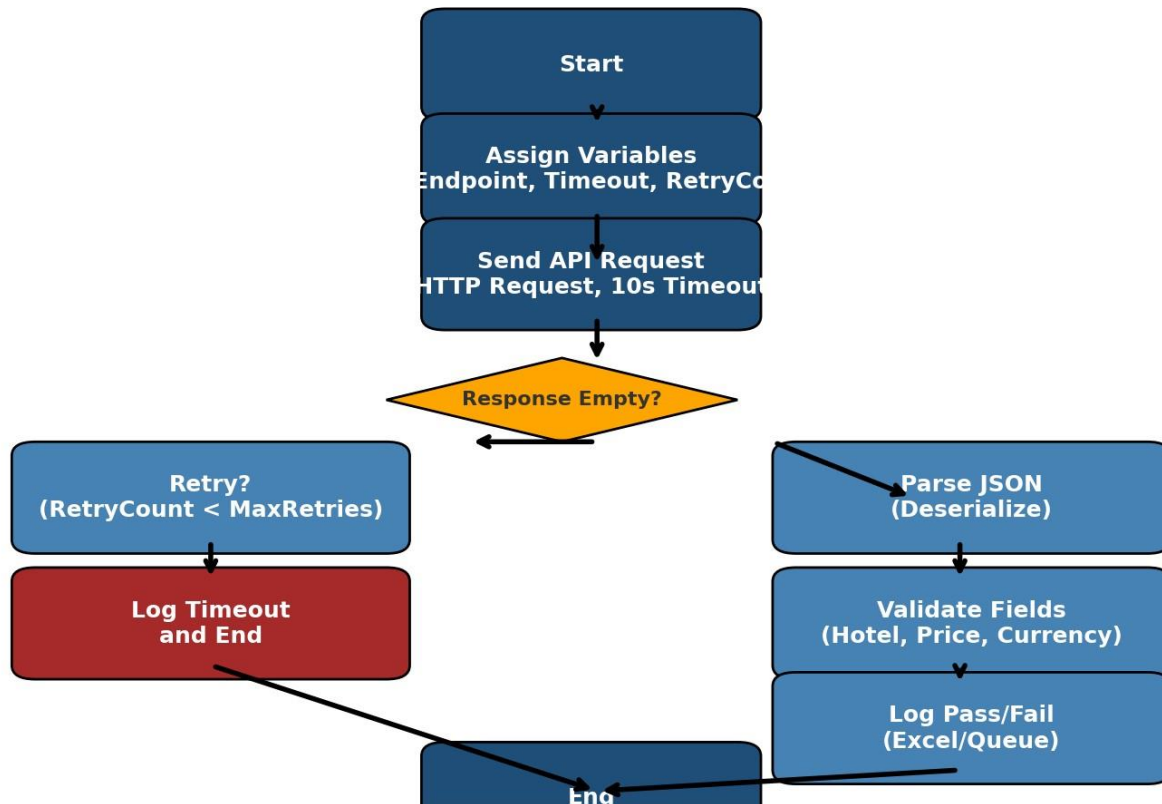 Start
Assign Variables
Endpoint, Timeout, RetryCo
Send API Request
HTTP Request, 10s Timeout
Response Empty?
Retry?
(RetryCount < MaxRetries)
Parse JSON
(Deserialize)
Log Timeout
and End
Validate Fields
(Hotel, Price, Currency)
Log Pass/Fail
(Excel/Queue)